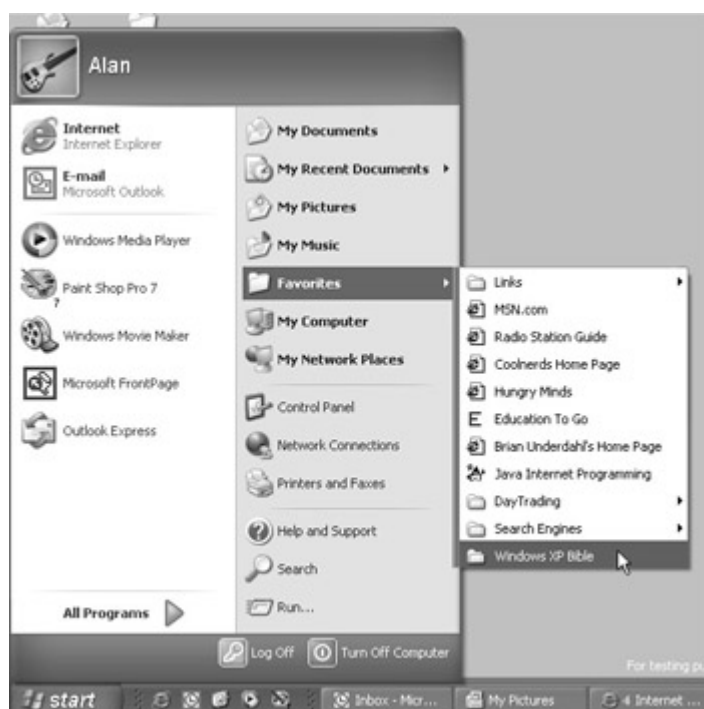 Alan
Internet
Internet Explorer
E-mail
Microsoft Outlook
Windows Media Player
Paint Shop Pro 7
Windows Movie Maker
Microsoft FrontPage
Outlook Express
All Programs
My Documents
My Recent Documents
My Pictures
My Music
Favorites
My Computer
My Network Places
Control Panel
Network Connections
Printers and Faxes
Help and Support
Search
Run...
Links
MSN.com
Radio Station Guide
Coolnerds Home Page
Hungry Minds
Education To Go
Brian Underdahl's Home Page
Java Internet Programming
DayTrading
Search Engines
Windows XP Bible
Log Off
Turn Off Computer
For testing pu
start
Inbox - Micr...
My Pictures
4 Internet ...